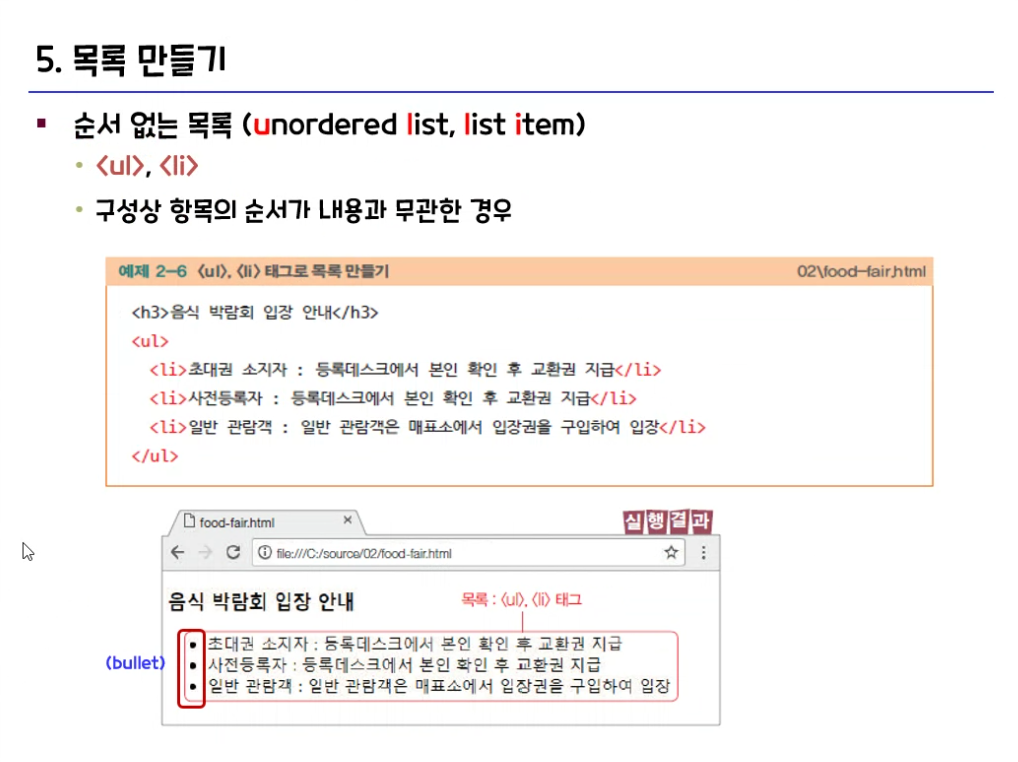 5. 목록 만들기
순서 없는 목록 (unordered list, list item)
<ul>, <li>
구성상 항목의 순서가 내용과 무관한 경우
예제 2-6 <ul>, <li> 태그로 목록 만들기 02\food-fair.html
<h3>음식 박람회 입장 안내</h3>
<ul>
<li>초대권 소지자 : 등록데스크에서 본인 확인 후 교환권 지급</li>
<li>사전등록자 : 등록데스크에서 본인 확인 후 교환권 지급</li>
<li>일반 관람객 : 일반 관람객은 매표소에서 입장권을 구입하여 입장</li>
</ul>
food-fair.html
실행결과
file:///C:/source/02/food-fair.html
음식 박람회 입장 안내
목록 : <ul>, <li> 태그
• 초대권 소지자 : 등록데스크에서 본인 확인 후 교환권 지급
(bullet)
• 사전등록자 : 등록데스크에서 본인 확인 후 교환권 지급
• 일반 관람객 : 일반 관람객은 매표소에서 입장권을 구입하여 입장